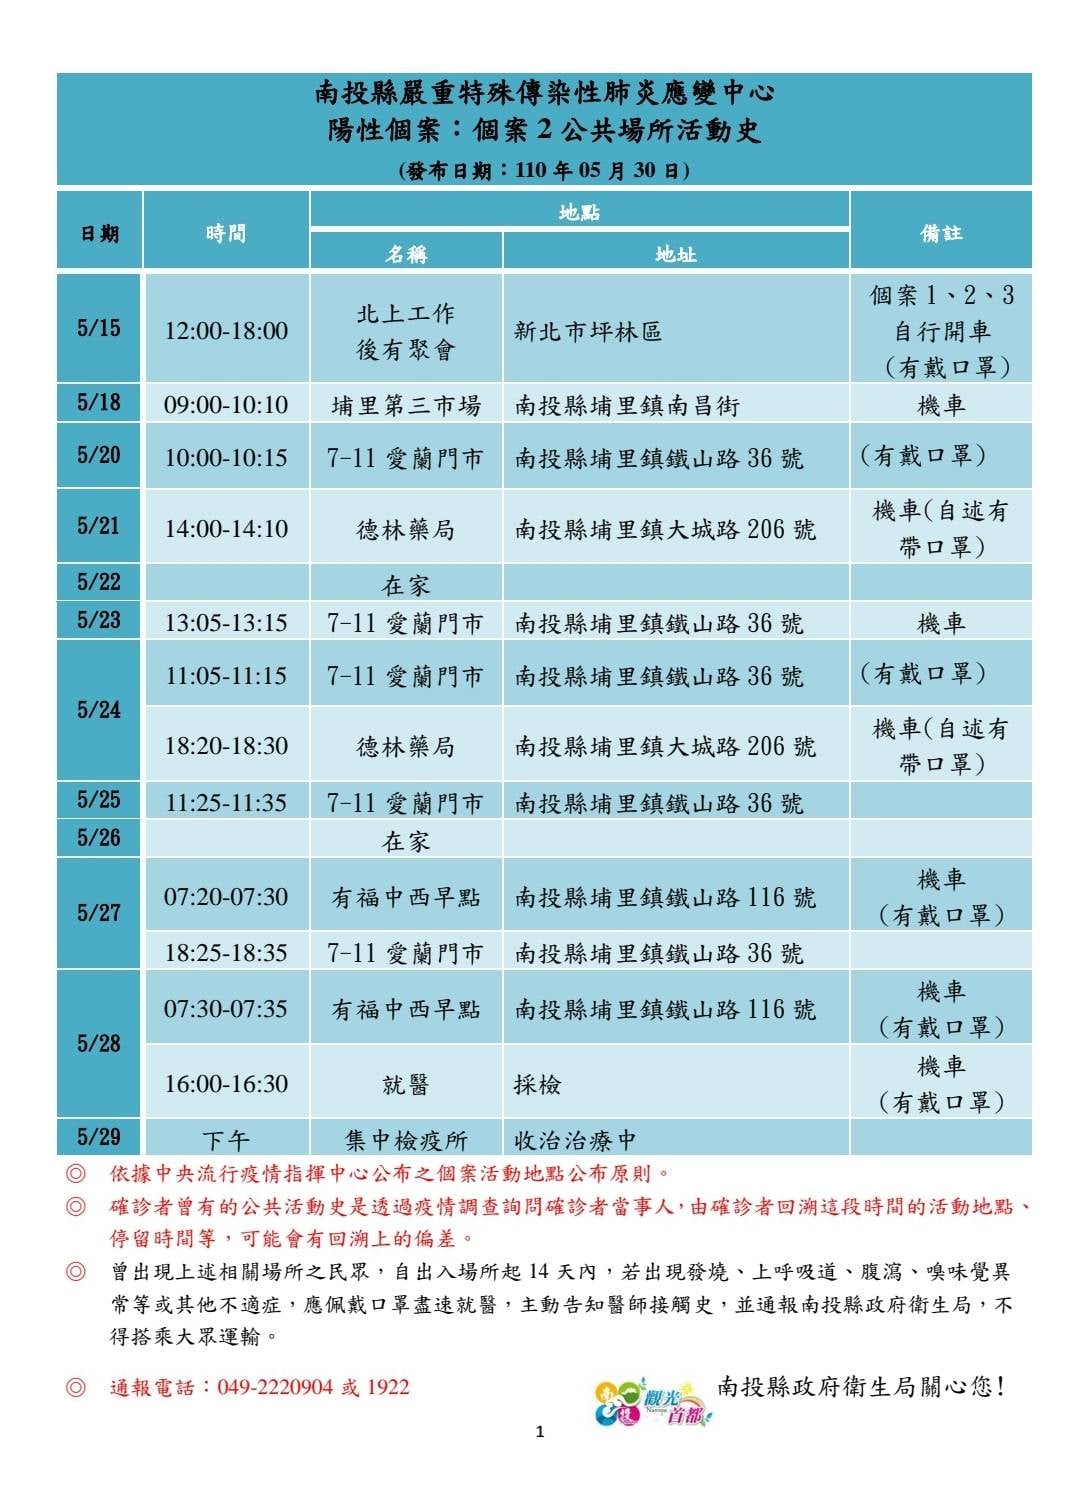 南投縣嚴重特殊傳染性肺炎應變中心
陽性個案：個案 2 公共場所活動史
(發布日期：110 年 05 月 30 日)
日期 時間 地點 備註
名稱 地址
5/15 12:00-18:00 北上工作 後有聚會 新北市坪林區 個案 1、2、3 自行開車 (有戴口罩)
5/18 09:00-10:10 埔里第三市場 南投縣埔里鎮南昌街 機車
5/20 10:00-10:15 7-11 愛蘭門市 南投縣埔里鎮鐵山路 36 號 (有戴口罩)
5/21 14:00-14:10 德林藥局 南投縣埔里鎮大城路 206 號 機車(自述有 帶口罩)
5/22 在家
5/23 13:05-13:15 7-11 愛蘭門市 南投縣埔里鎮鐵山路 36 號 機車
5/24 11:05-11:15 7-11 愛蘭門市 南投縣埔里鎮鐵山路 36 號 (有戴口罩)
18:20-18:30 德林藥局 南投縣埔里鎮大城路 206 號 機車(自述有 帶口罩)
5/25 11:25-11:35 7-11 愛蘭門市 南投縣埔里鎮鐵山路 36 號
5/26 在家
5/27 07:20-07:30 有福中西早點 南投縣埔里鎮鐵山路 116 號 機車 (有戴口罩)
18:25-18:35 7-11 愛蘭門市 南投縣埔里鎮鐵山路 36 號
5/28 07:30-07:35 有福中西早點 南投縣埔里鎮鐵山路 116 號 機車 (有戴口罩)
16:00-16:30 就醫 採檢 機車 (有戴口罩)
5/29 下午 集中檢疫所 收治治療中
◎ 依據中央流行疫情指揮中心公布之個案活動地點公布原則。
◎ 確診者曾有的公共活動史是透過疫情調查詢問確診者當事人，由確診者回溯這段時間的活動地點、
停留時間等，可能會有回溯上的偏差。
◎ 曾出現上述相關場所之民眾，自出入場所起 14 天內，若出現發燒、上呼吸道、腹瀉、嗅味覺異
常等或其他不適症，應佩戴口罩盡速就醫，主動告知醫師接觸史，並通報南投縣政府衛生局，不
得搭乘大眾運輸。
◎ 通報電話：049-2220904 或 1922
南投 觀光 Nantou 首都
南投縣政府衛生局關心您!
1